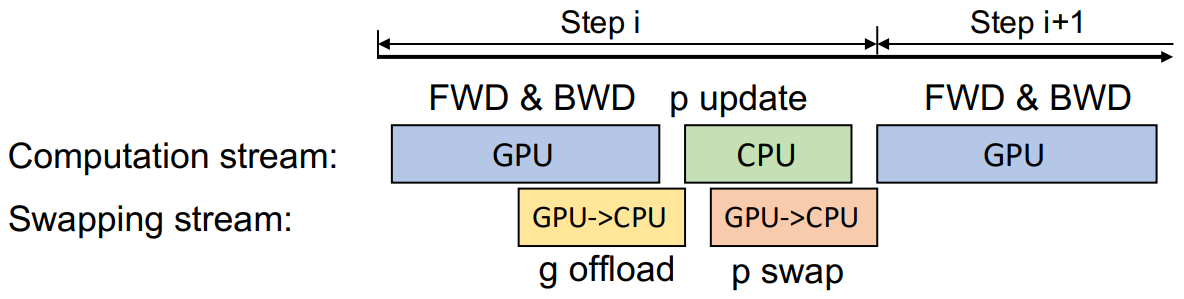 Step i Step i+1
FWD & BWD p update FWD & BWD
Computation stream: GPU CPU GPU
Swapping stream: GPU->CPU GPU->CPU
g offload p swap